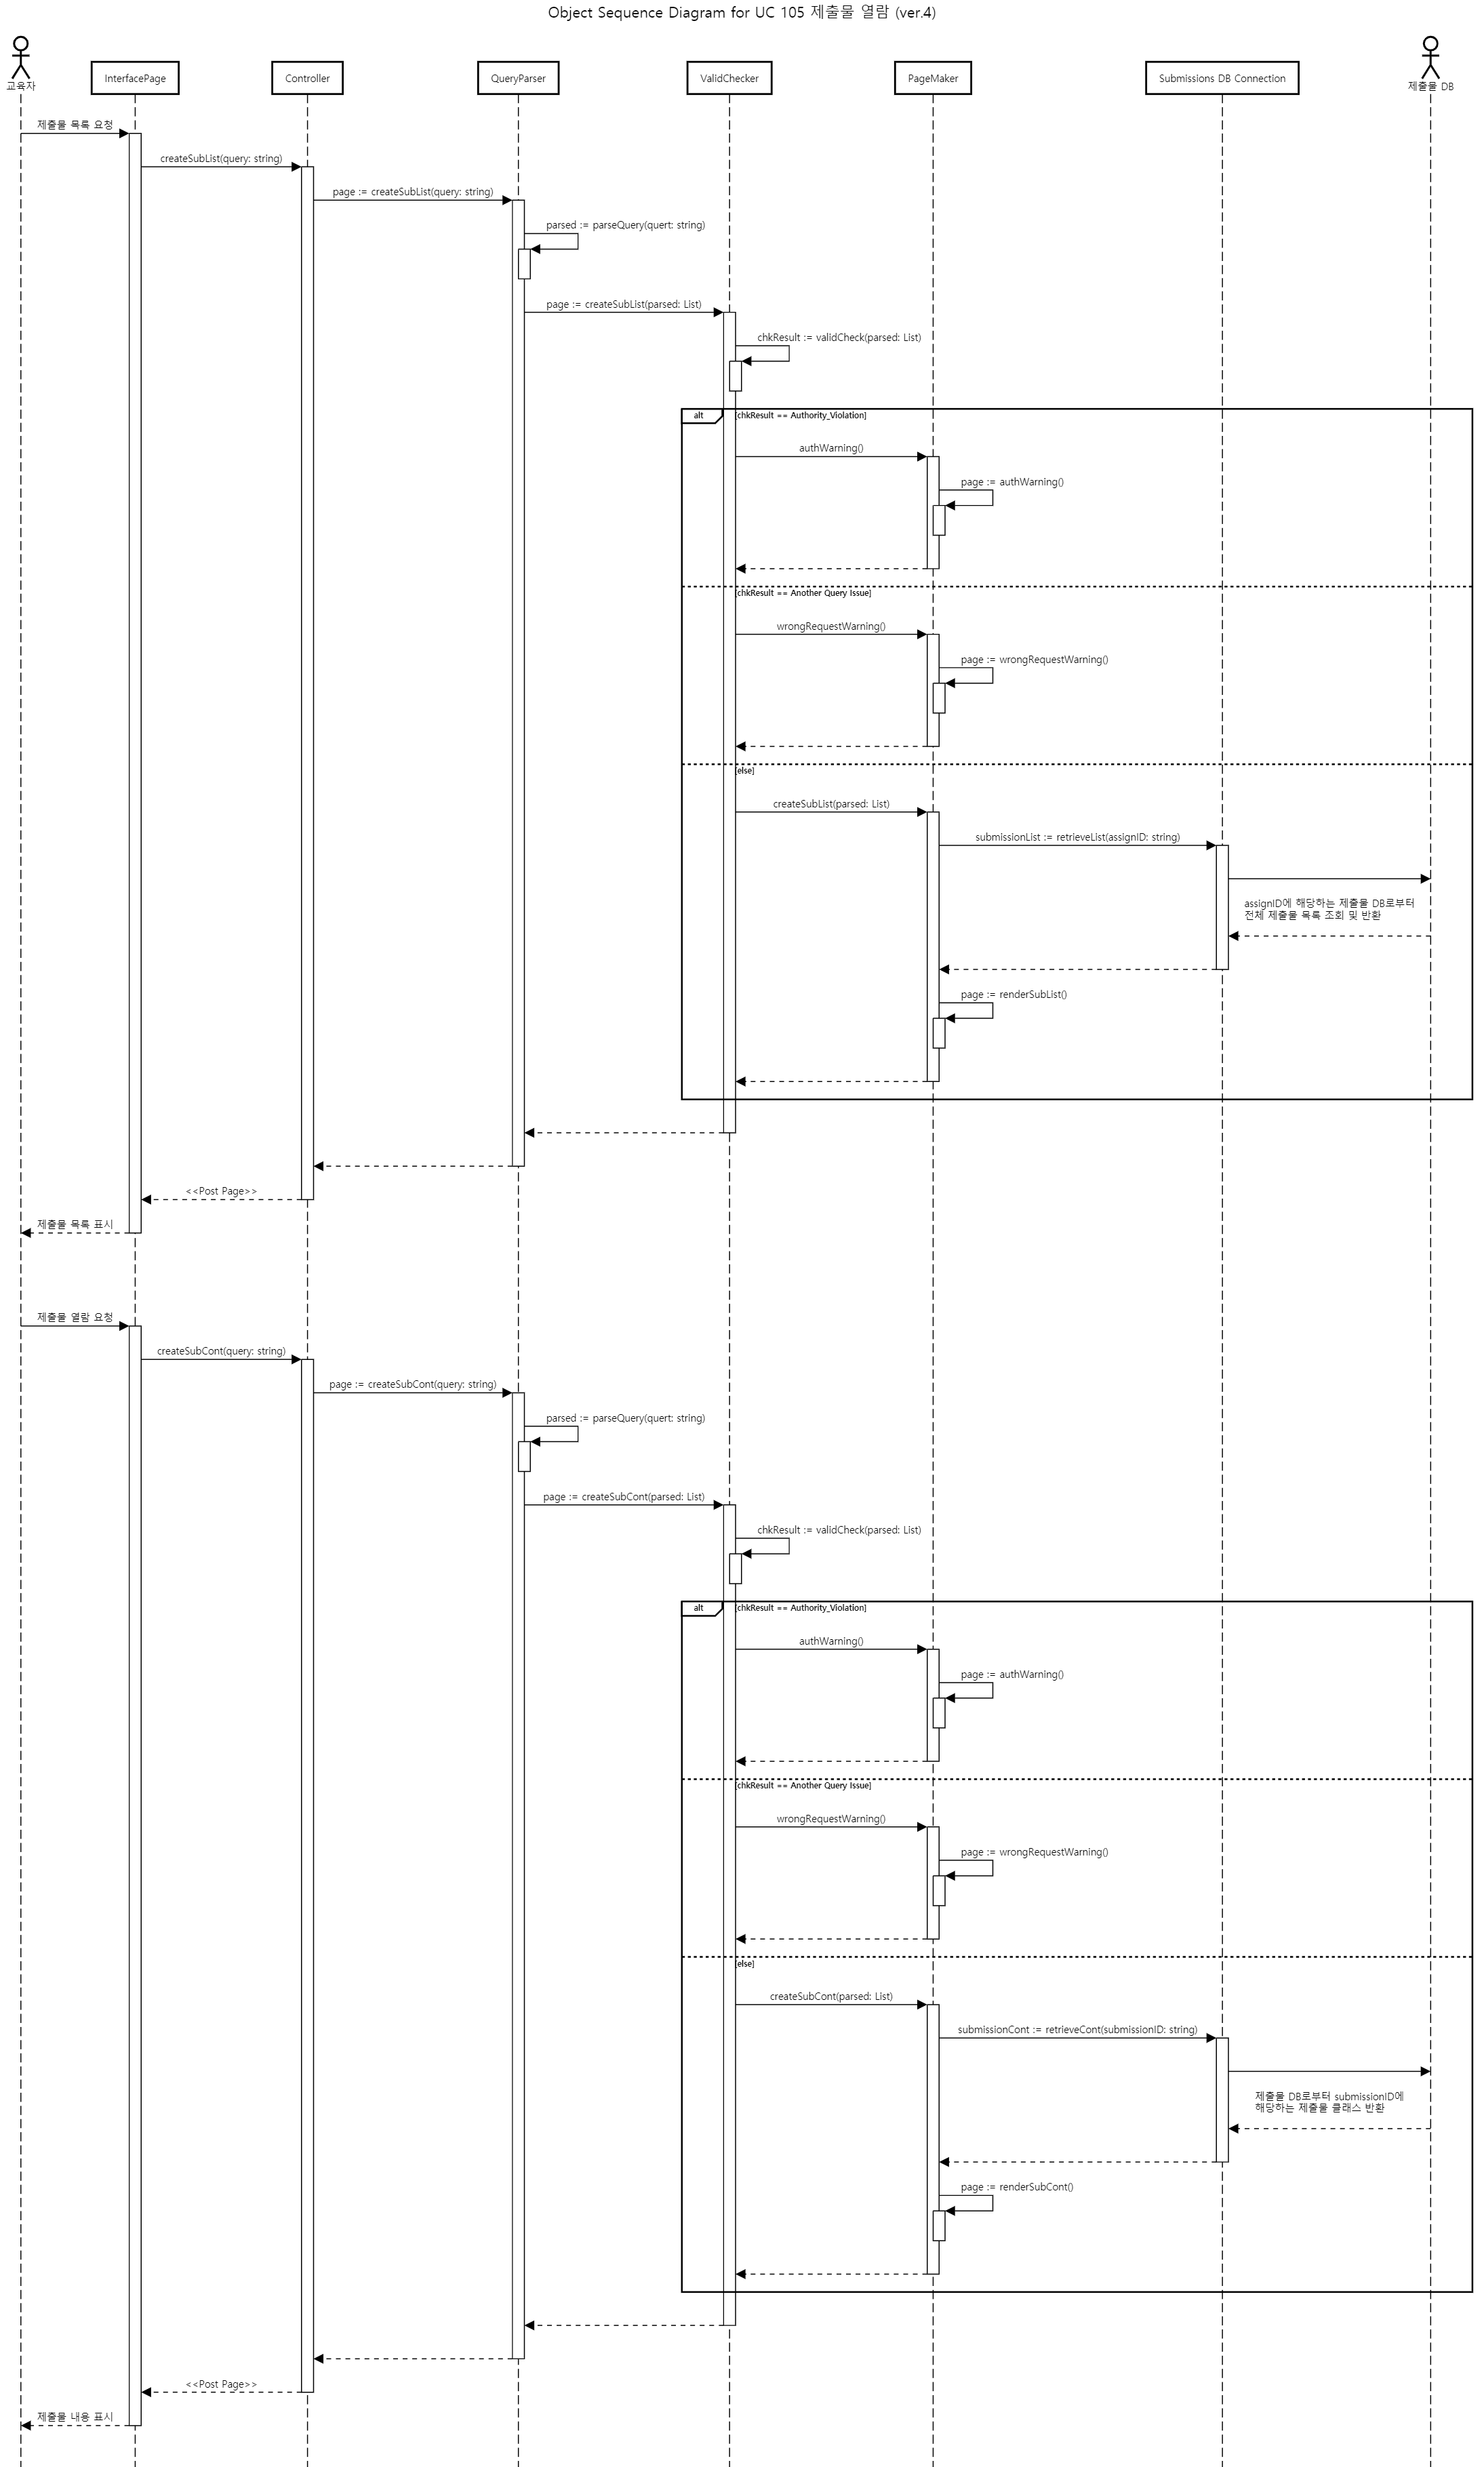 Object Sequence Diagram for UC 105 제출물 열람 (ver.4)
교육자
InterfacePage
Controller
QueryParser
ValidChecker
PageMaker
Submissions DB Connection
제출물 DB
제출물 목록 요청
createSubList(query: string)
page := createSubList(query: string)
parsed := parseQuery(quert: string)
page := createSubList(parsed: List)
chkResult := validCheck(parsed: List)
alt
[chkResult == Authority_Violation]
authWarning()
page := authWarning()
[chkResult == Another Query Issue]
wrongRequestWarning()
page := wrongRequestWarning()
[else]
createSubList(parsed: List)
submissionList := retrieveList(assignID: string)
assignID에 해당하는 제출물 DB로부터
전체 제출물 목록 조회 및 반환
page := renderSubList()
<<Post Page>>
제출물 목록 표시
제출물 열람 요청
createSubCont(query: string)
page := createSubCont(query: string)
parsed := parseQuery(quert: string)
page := createSubCont(parsed: List)
chkResult := validCheck(parsed: List)
alt
[chkResult == Authority_Violation]
authWarning()
page := authWarning()
[chkResult == Another Query Issue]
wrongRequestWarning()
page := wrongRequestWarning()
[else]
createSubCont(parsed: List)
submissionCont := retrieveCont(submissionID: string)
제출물 DB로부터 submissionID에
해당하는 제출물 클래스 반환
page := renderSubCont()
<<Post Page>>
제출물 내용 표시